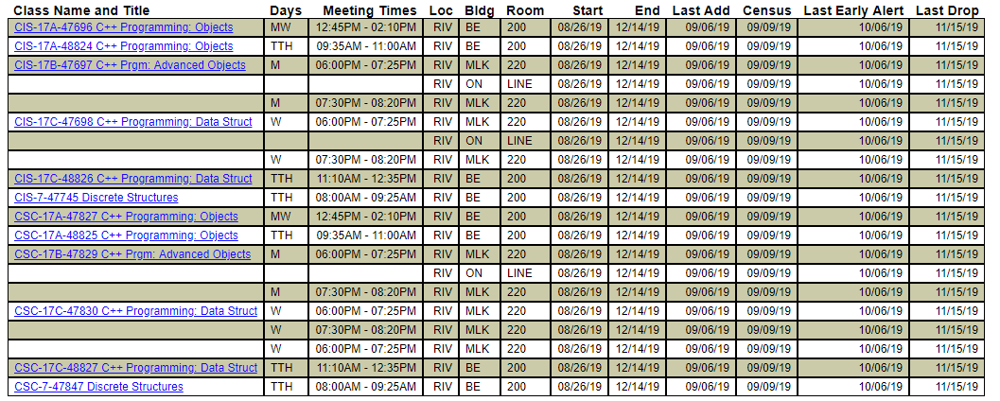 Class Name and Title Days Meeting Times Loc Bldg Room Start End Last Add Census Last Early Alert Last Drop
CIS-17A-47696 C++ Programming: Objects MW 12:45PM - 02:10PM RIV BE 200 08/26/19 12/14/19 09/06/19 09/09/19 10/06/19 11/15/19
CIS-17A-48824 C++ Programming: Objects TTH 09:35AM - 11:00AM RIV BE 200 08/26/19 12/14/19 09/06/19 09/09/19 10/06/19 11/15/19
CIS-17B-47697 C++ Prgm: Advanced Objects M 06:00PM - 07:25PM RIV MLK 220 08/26/19 12/14/19 09/06/19 09/09/19 10/06/19 11/15/19
RIV ON LINE 08/26/19 12/14/19 09/06/19 09/09/19 10/06/19 11/15/19
M 07:30PM - 08:20PM RIV MLK 220 08/26/19 12/14/19 09/06/19 09/09/19 10/06/19 11/15/19
CIS-17C-47698 C++ Programming: Data Struct W 06:00PM - 07:25PM RIV MLK 220 08/26/19 12/14/19 09/06/19 09/09/19 10/06/19 11/15/19
RIV ON LINE 08/26/19 12/14/19 09/06/19 09/09/19 10/06/19 11/15/19
W 07:30PM - 08:20PM RIV MLK 220 08/26/19 12/14/19 09/06/19 09/09/19 10/06/19 11/15/19
CIS-17C-48826 C++ Programming: Data Struct TTH 11:10AM - 12:35PM RIV BE 200 08/26/19 12/14/19 09/06/19 09/09/19 10/06/19 11/15/19
CIS-7-47745 Discrete Structures TTH 08:00AM - 09:25AM RIV BE 200 08/26/19 12/14/19 09/06/19 09/09/19 10/06/19 11/15/19
CSC-17A-47827 C++ Programming: Objects MW 12:45PM - 02:10PM RIV BE 200 08/26/19 12/14/19 09/06/19 09/09/19 10/06/19 11/15/19
CSC-17A-48825 C++ Programming: Objects TTH 09:35AM - 11:00AM RIV BE 200 08/26/19 12/14/19 09/06/19 09/09/19 10/06/19 11/15/19
CSC-17B-47829 C++ Prgm: Advanced Objects M 06:00PM - 07:25PM RIV MLK 220 08/26/19 12/14/19 09/06/19 09/09/19 10/06/19 11/15/19
RIV ON LINE 08/26/19 12/14/19 09/06/19 09/09/19 10/06/19 11/15/19
M 07:30PM - 08:20PM RIV MLK 220 08/26/19 12/14/19 09/06/19 09/09/19 10/06/19 11/15/19
CSC-17C-47830 C++ Programming: Data Struct W 06:00PM - 07:25PM RIV MLK 220 08/26/19 12/14/19 09/06/19 09/09/19 10/06/19 11/15/19
W 07:30PM - 08:20PM RIV MLK 220 08/26/19 12/14/19 09/06/19 09/09/19 10/06/19 11/15/19
W 06:00PM - 07:25PM RIV MLK 220 08/26/19 12/14/19 09/06/19 09/09/19 10/06/19 11/15/19
CSC-17C-48827 C++ Programming: Data Struct TTH 11:10AM - 12:35PM RIV BE 200 08/26/19 12/14/19 09/06/19 09/09/19 10/06/19 11/15/19
CSC-7-47847 Discrete Structures TTH 08:00AM - 09:25AM RIV BE 200 08/26/19 12/14/19 09/06/19 09/09/19 10/06/19 11/15/19